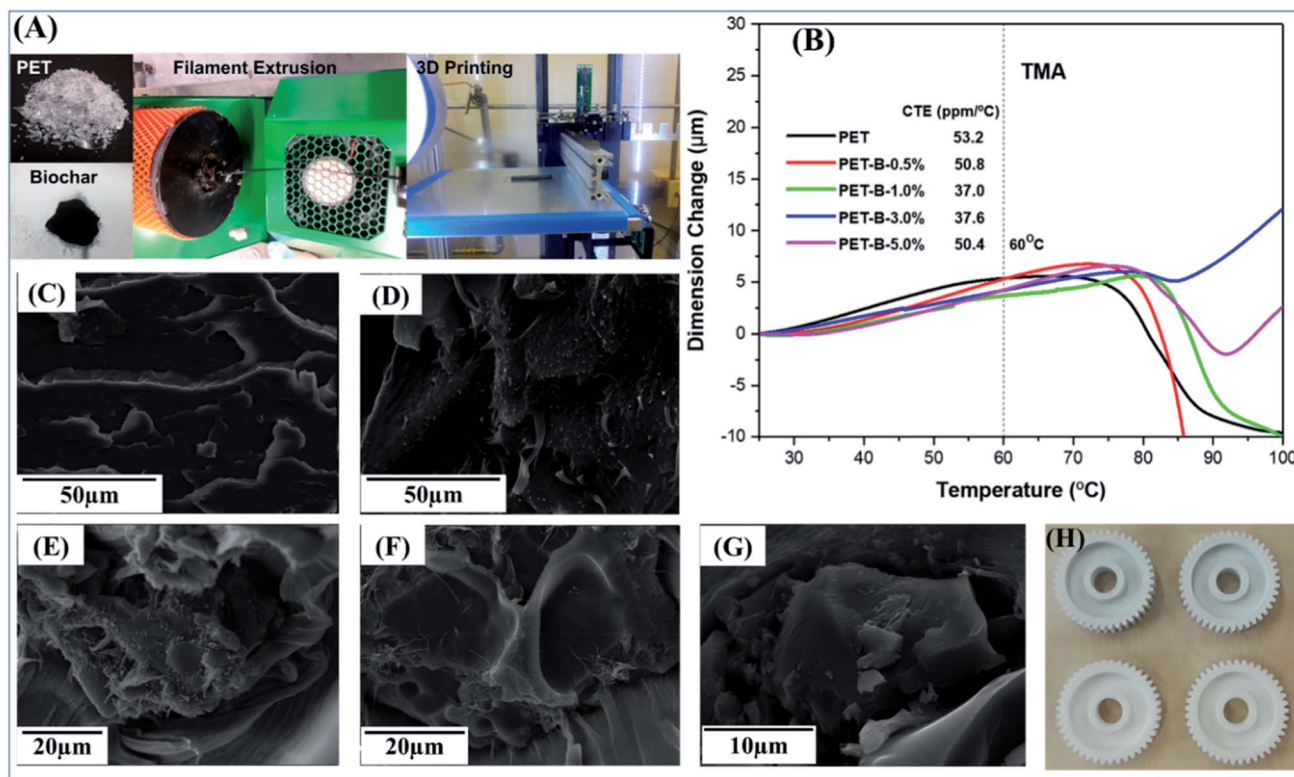 (A)
PET
Filament Extrusion
3D Printing
Biochar
(B)
TMA
CTE (ppm/°C)
PET 53.2
PET-B-0.5% 50.8
PET-B-1.0% 37.0
PET-B-3.0% 37.6
PET-B-5.0% 50.4
60°C
Dimension Change (µm)
30
25
20
15
10
5
0
-5
-10
30 40 50 60 70 80 90 100
Temperature (°C)
(C)
50µm
(D)
50µm
(E)
20µm
(F)
20µm
(G)
10µm
(H)